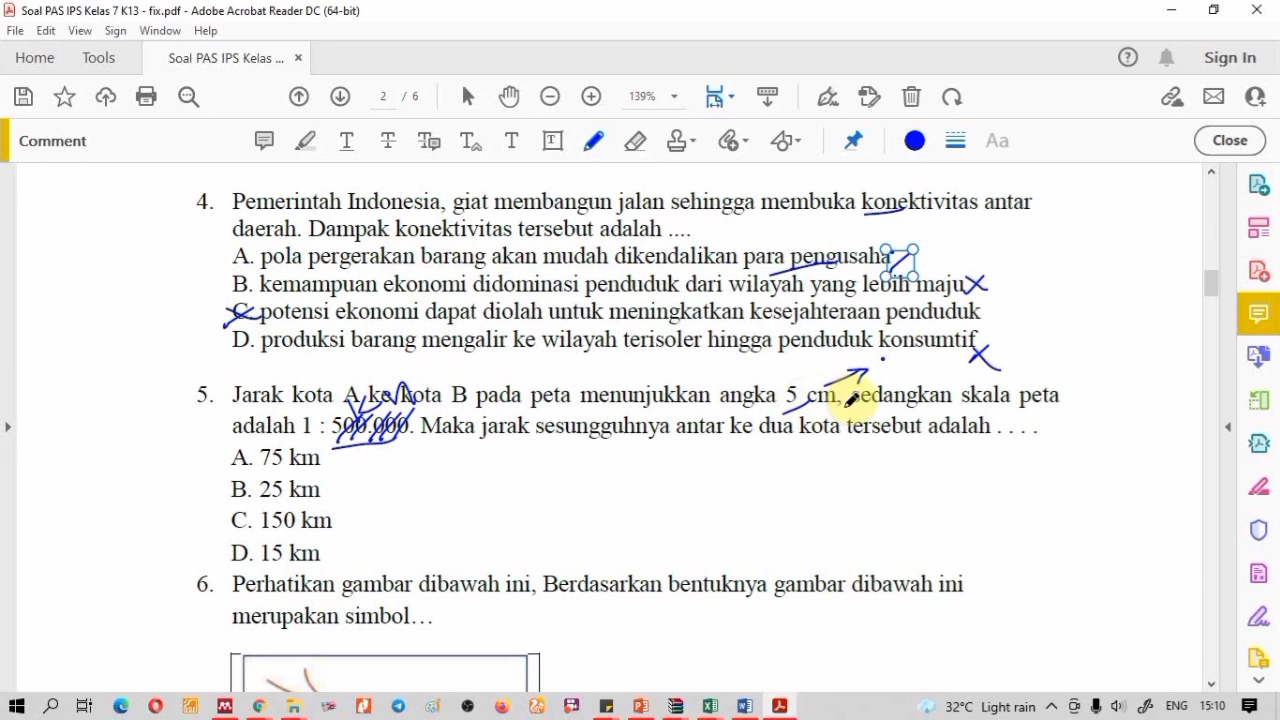 Soal PAS IPS Kelas 7 K13 - fix.pdf - Adobe Acrobat Reader DC (64-bit)
File Edit View Sign Window Help
Home Tools Soal PAS IPS Kelas ... × Sign In
2 / 6 139%
Comment Aa Close
4. Pemerintah Indonesia, giat membangun jalan sehingga membuka konektivitas antar
daerah. Dampak konektivitas tersebut adalah ....
A. pola pergerakan barang akan mudah dikendalikan para pengusaha
B. kemampuan ekonomi didominasi penduduk dari wilayah yang lebih maju
C. potensi ekonomi dapat diolah untuk meningkatkan kesejahteraan penduduk
D. produksi barang mengalir ke wilayah terisoler hingga penduduk konsumtif
5. Jarak kota A ke kota B pada peta menunjukkan angka 5 cm, sedangkan skala peta
adalah 1 : 500.000. Maka jarak sesungguhnya antar ke dua kota tersebut adalah . . . .
A. 75 km
B. 25 km
C. 150 km
D. 15 km
6. Perhatikan gambar dibawah ini, Berdasarkan bentuknya gambar dibawah ini
merupakan simbol…
32°C Light rain ENG 15:10